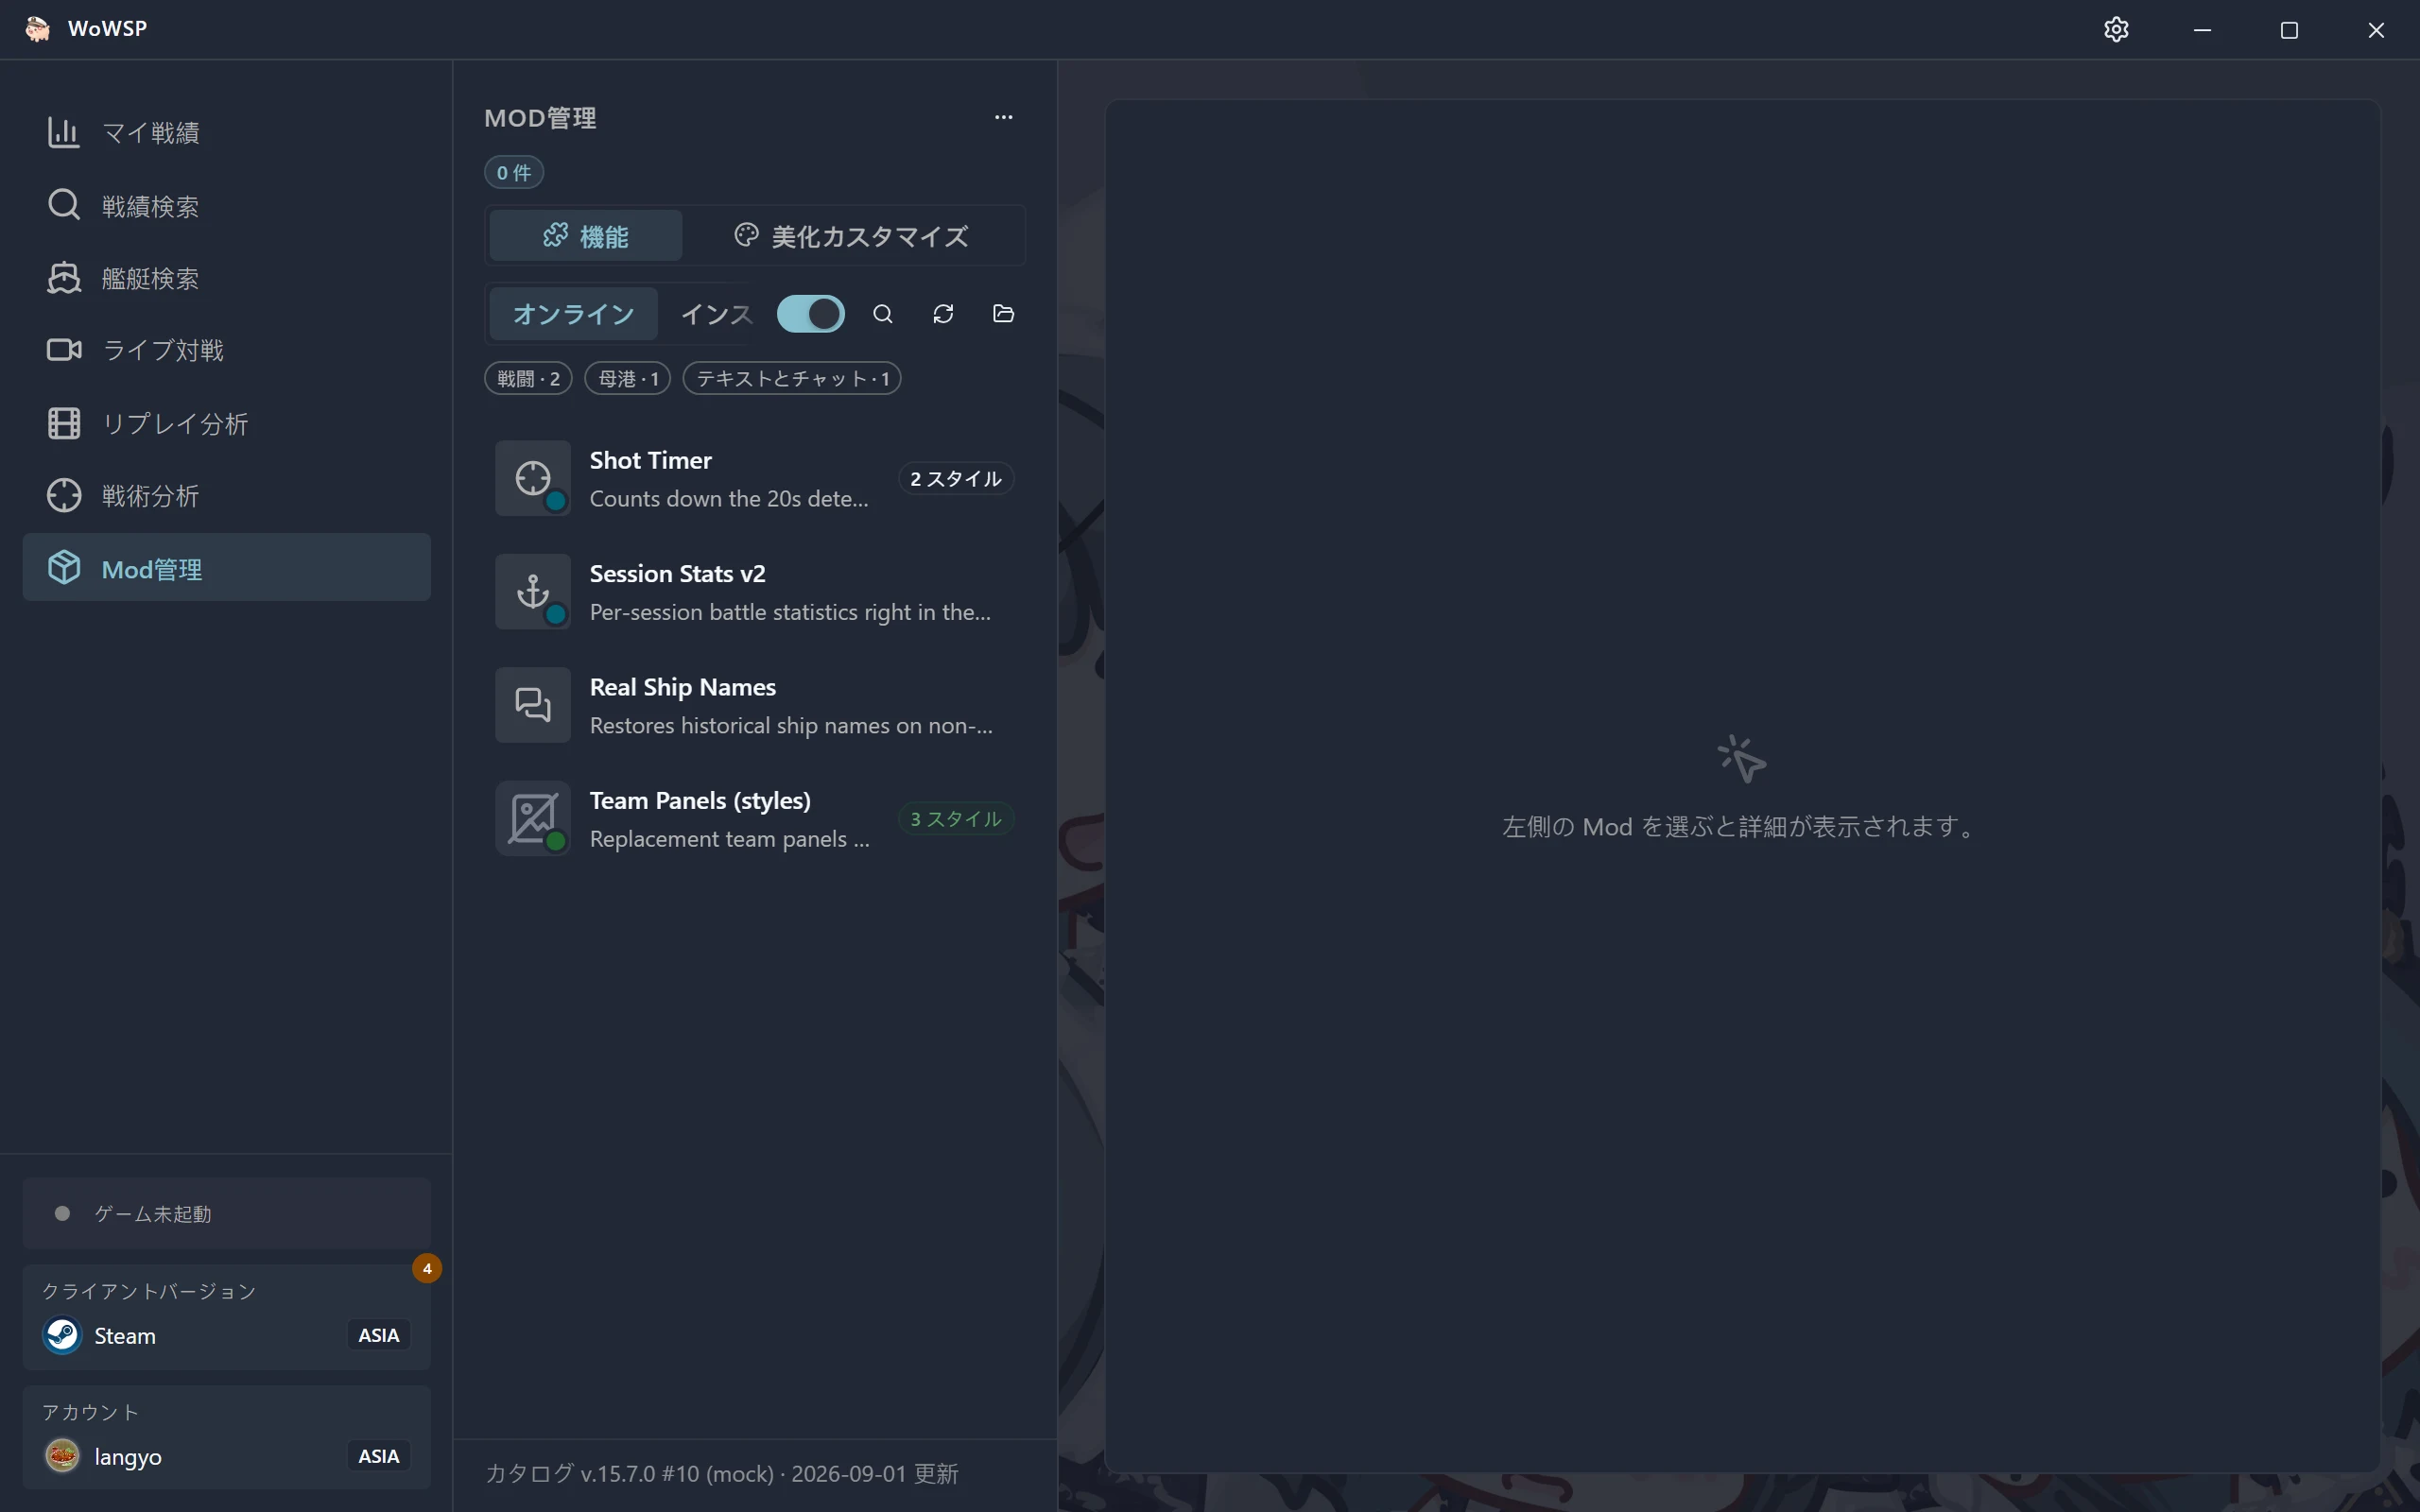 WoWSP
マイ戦績
戦績検索
艦艇検索
ライブ対戦
リプレイ分析
戦術分析
Mod管理
ゲーム未起動
4
クライアントバージョン
Steam
ASIA
アカウント
langyo
ASIA
MOD管理
0 件
機能
美化カスタマイズ
オンライン
インス
戦闘 · 2
母港 · 1
テキストとチャット · 1
Shot Timer
Counts down the 20s dete...
2 スタイル
Session Stats v2
Per-session battle statistics right in the...
Real Ship Names
Restores historical ship names on non-...
Team Panels (styles)
Replacement team panels ...
3 スタイル
カタログ v.15.7.0 #10 (mock) · 2026-09-01 更新
左側の Mod を選ぶと詳細が表示されます。